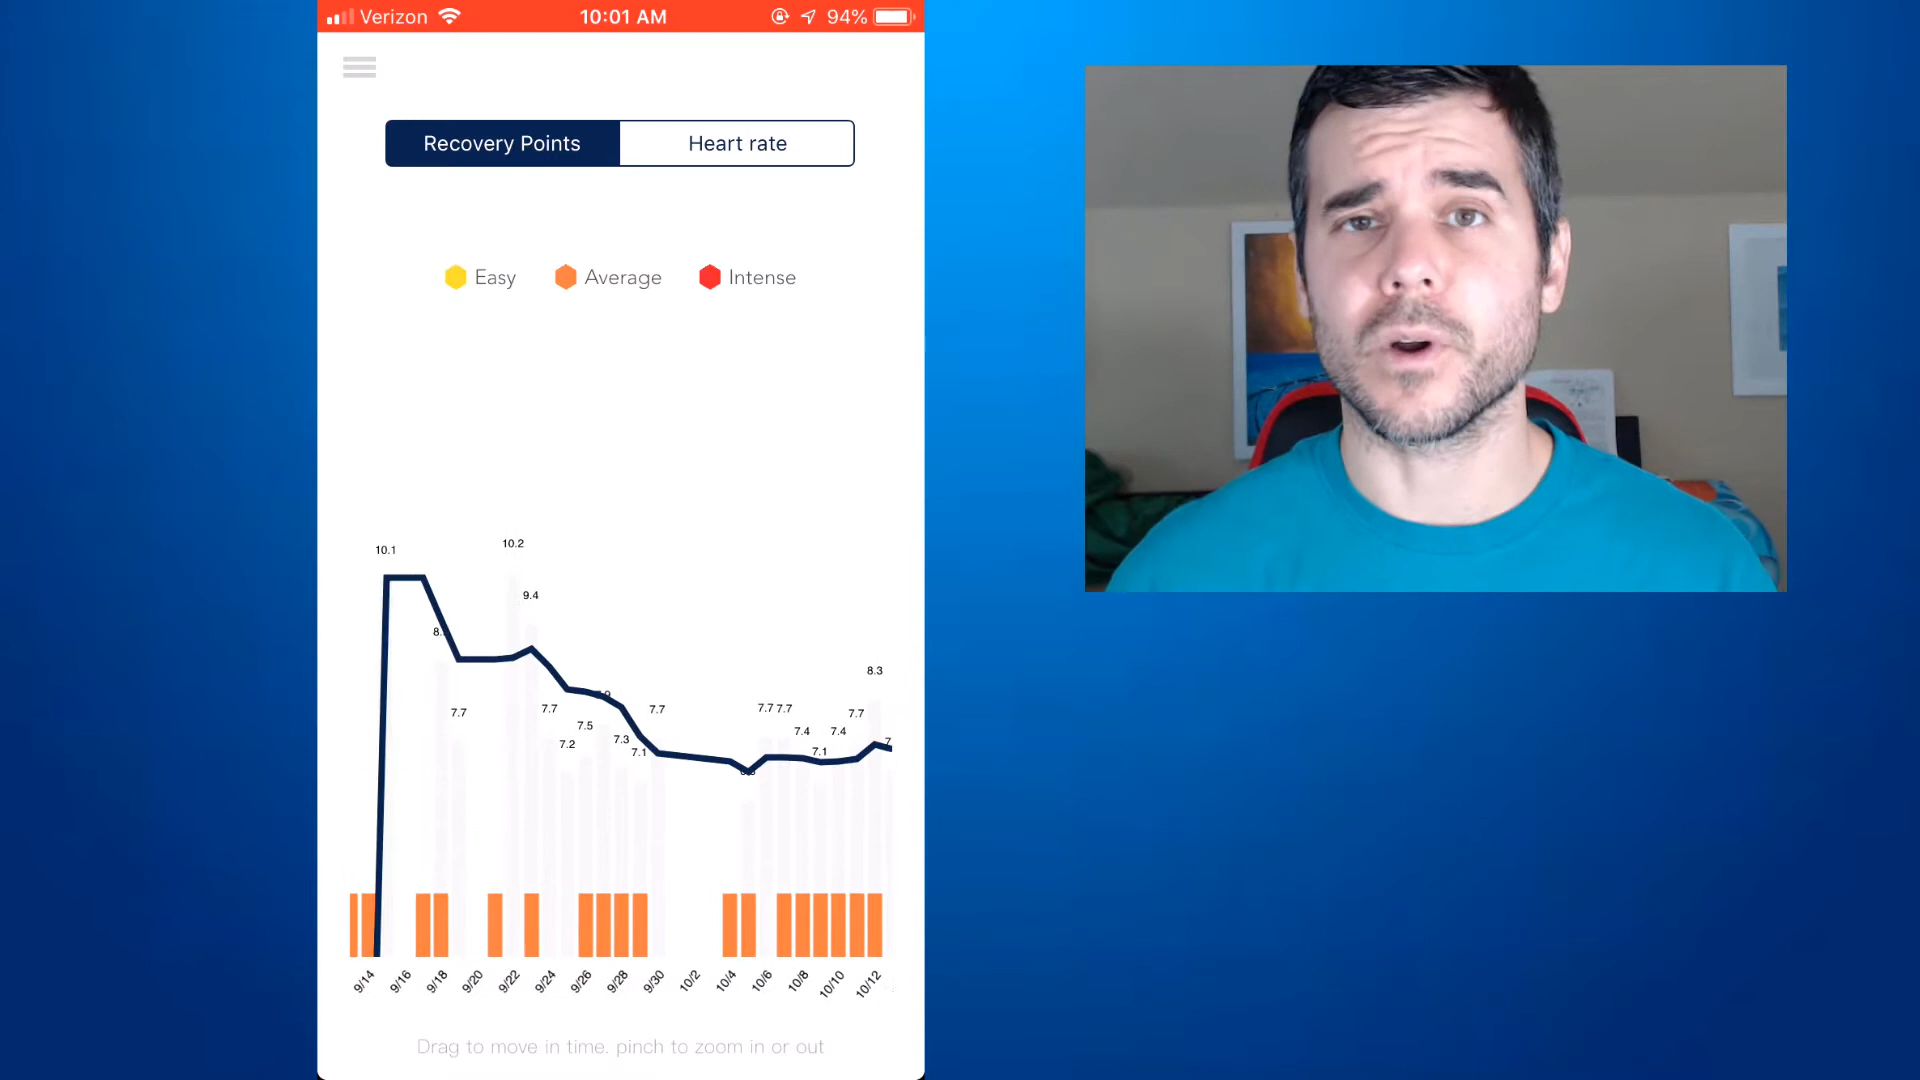 Verizon 10:01 AM 94%
Recovery Points Heart rate
Easy Average Intense
10.2
10.1
9.4
8.
8.3
7.7 7.7 7.7 7.7
7.7 7.7
7.5 7.4 7.4
7.3
7.2 7.1 7.1 7
9/14 9/16 9/18 9/20 9/22 9/24 9/26 9/28 9/30 10/2 10/4 10/6 10/8 10/10 10/12
Drag to move in time. pinch to zoom in or out